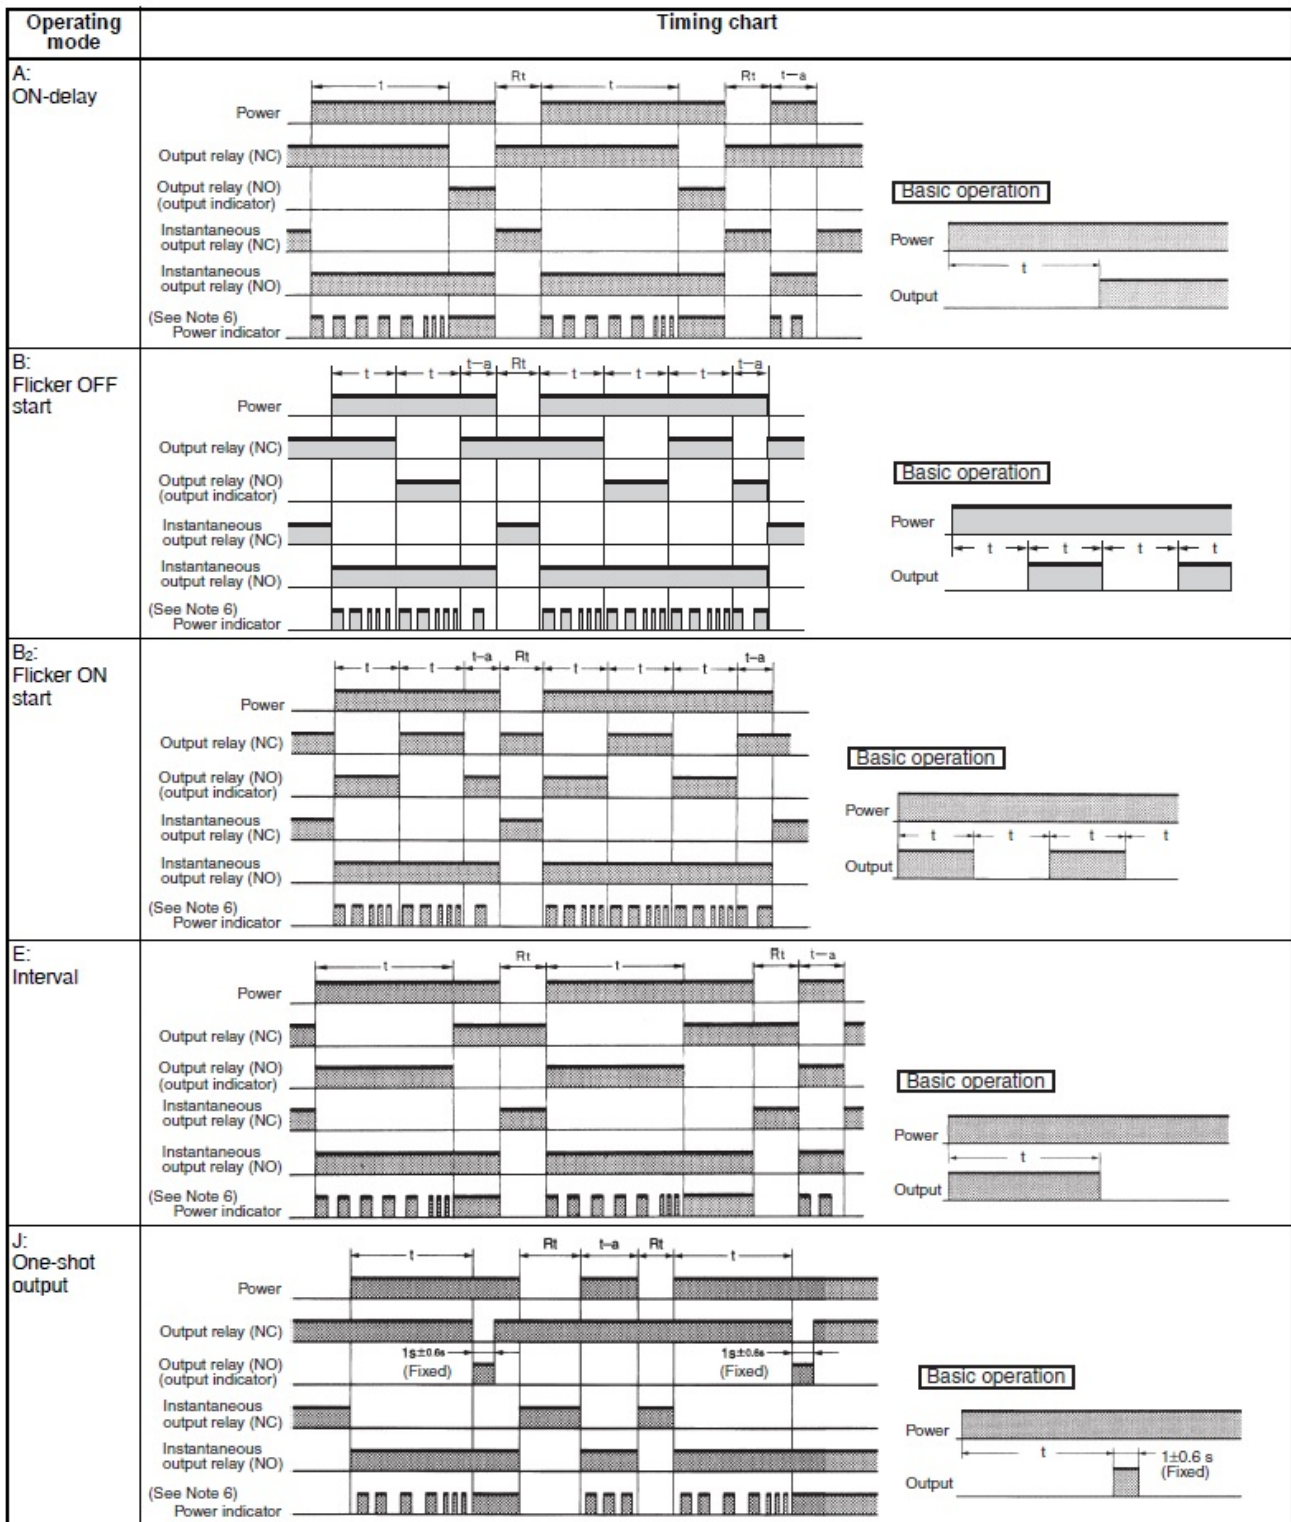 Operating mode
Timing chart
A:
ON-delay
t
Rt
t
Rt
t–a
Power
Output relay (NC)
Output relay (NO)
(output indicator)
Instantaneous
output relay (NC)
Instantaneous
output relay (NO)
(See Note 6)
Power indicator
Basic operation
Power
t
Output
B:
Flicker OFF
start
t
t
t–a
Rt
t
t
t
t–a
Power
Output relay (NC)
Output relay (NO)
(output indicator)
Instantaneous
output relay (NC)
Instantaneous
output relay (NO)
(See Note 6)
Power indicator
Basic operation
Power
t
t
t
t
Output
B2:
Flicker ON
start
t
t
t–a
Rt
t
t
t
t–a
Power
Output relay (NC)
Output relay (NO)
(output indicator)
Instantaneous
output relay (NC)
Instantaneous
output relay (NO)
(See Note 6)
Power indicator
Basic operation
Power
t
t
t
t
Output
E:
Interval
t
Rt
t
Rt
t–a
Power
Output relay (NC)
Output relay (NO)
(output indicator)
Instantaneous
output relay (NC)
Instantaneous
output relay (NO)
(See Note 6)
Power indicator
Basic operation
Power
t
Output
J:
One-shot
output
t
Rt
t–a
Rt
t
Power
Output relay (NC)
1s±0.6s
(Fixed)
1s±0.6s
(Fixed)
Output relay (NO)
(output indicator)
Instantaneous
output relay (NC)
Instantaneous
output relay (NO)
(See Note 6)
Power indicator
Basic operation
Power
t
1±0.6 s
(Fixed)
Output